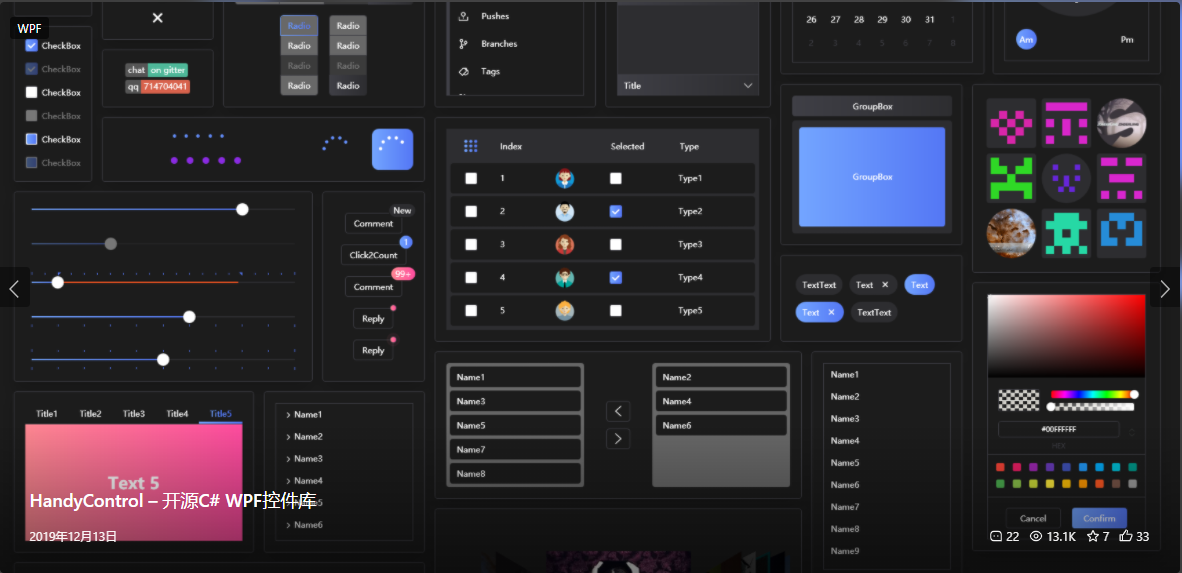 WPF
CheckBox
CheckBox
CheckBox
CheckBox
CheckBox
CheckBox
chat on gitter
qq 714704041
Radio Radio
Radio Radio
Radio Radio
Radio Radio
Pushes
Branches
Tags
Title
26 27 28 29 30 31 1
2 3 4 5 6 7 8
Am Pm
Index Selected Type
1 Type1
2 Type2
3 Type3
4 Type4
5 Type5
GroupBox
GroupBox
New
Comment
1
Click2Count
99+
Comment
Reply
Reply
TextText Text Text
Text TextText
Title1 Title2 Title3 Title4 Title5
Text 5
Name1
Name2
Name3
Name4
Name5
Name6
Name1
Name3
Name5
Name7
Name8
Name2
Name4
Name6
Name1
Name2
Name3
Name4
Name5
Name6
Name7
Name8
Name9
#00FFFFFF
HEX
Cancel Confirm
HandyControl – 开源C# WPF控件库
2019年12月13日
22 13.1K 7 33